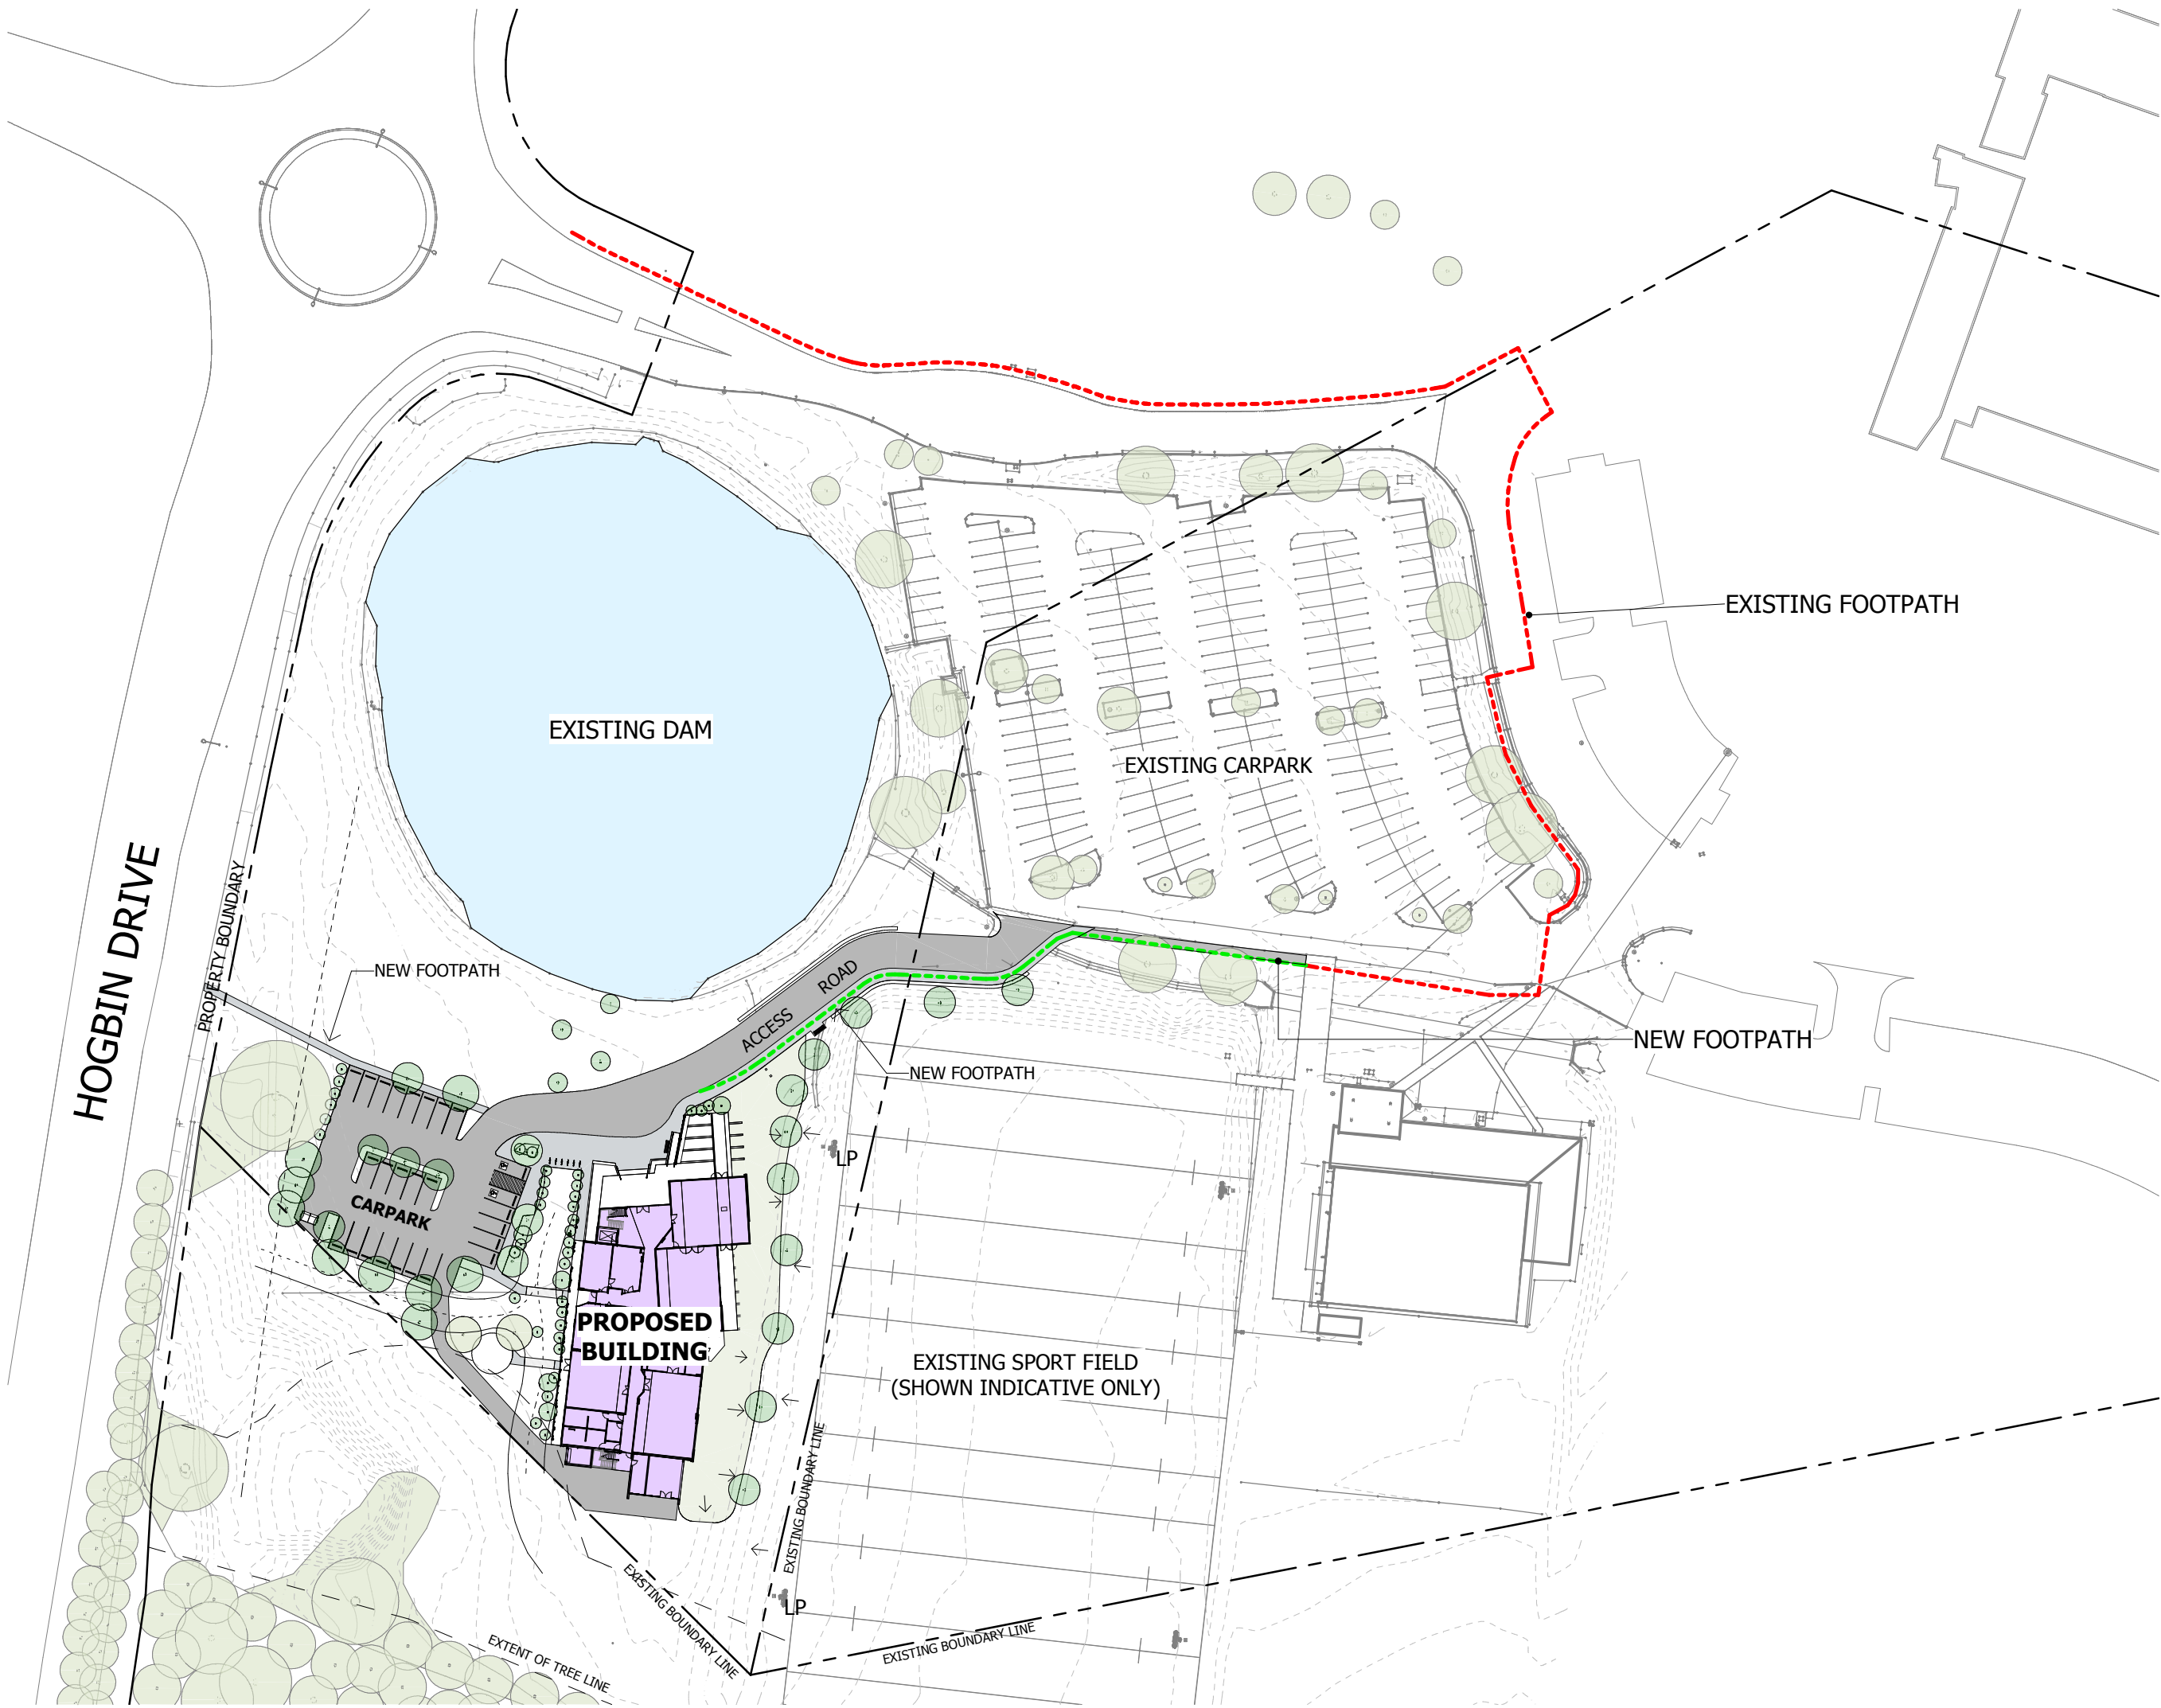 EXISTING FOOTPATH
EXISTING DAM
EXISTING CARPARK
HOGBIN DRIVE
PROPERTY BOUNDARY
NEW FOOTPATH
ACCESS ROAD
NEW FOOTPATH
NEW FOOTPATH
LP
CARPARK
PROPOSED
BUILDING
EXISTING SPORT FIELD
(SHOWN INDICATIVE ONLY)
EXISTING BOUNDARY LINE
LP
EXISTING BOUNDARY LINE
EXISTING BOUNDARY LINE
EXTENT OF TREE LINE